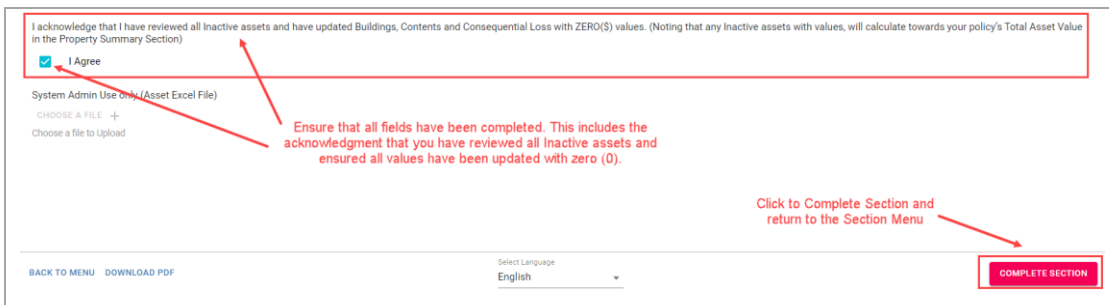 I acknowledge that I have reviewed all Inactive assets and have updated Buildings, Contents and Consequential Loss with ZERO($) values. (Noting that any Inactive assets with values, will calculate towards your policy's Total Asset Value
in the Property Summary Section)
I Agree
System Admin Use only (Asset Excel File)
CHOOSE A FILE +
Choose a file to Upload
Ensure that all fields have been completed. This includes the
acknowledgment that you have reviewed all Inactive assets and
ensured all values have been updated with zero (0).
Click to Complete Section and
return to the Section Menu
BACK TO MENU DOWNLOAD PDF
Select Language
English
COMPLETE SECTION